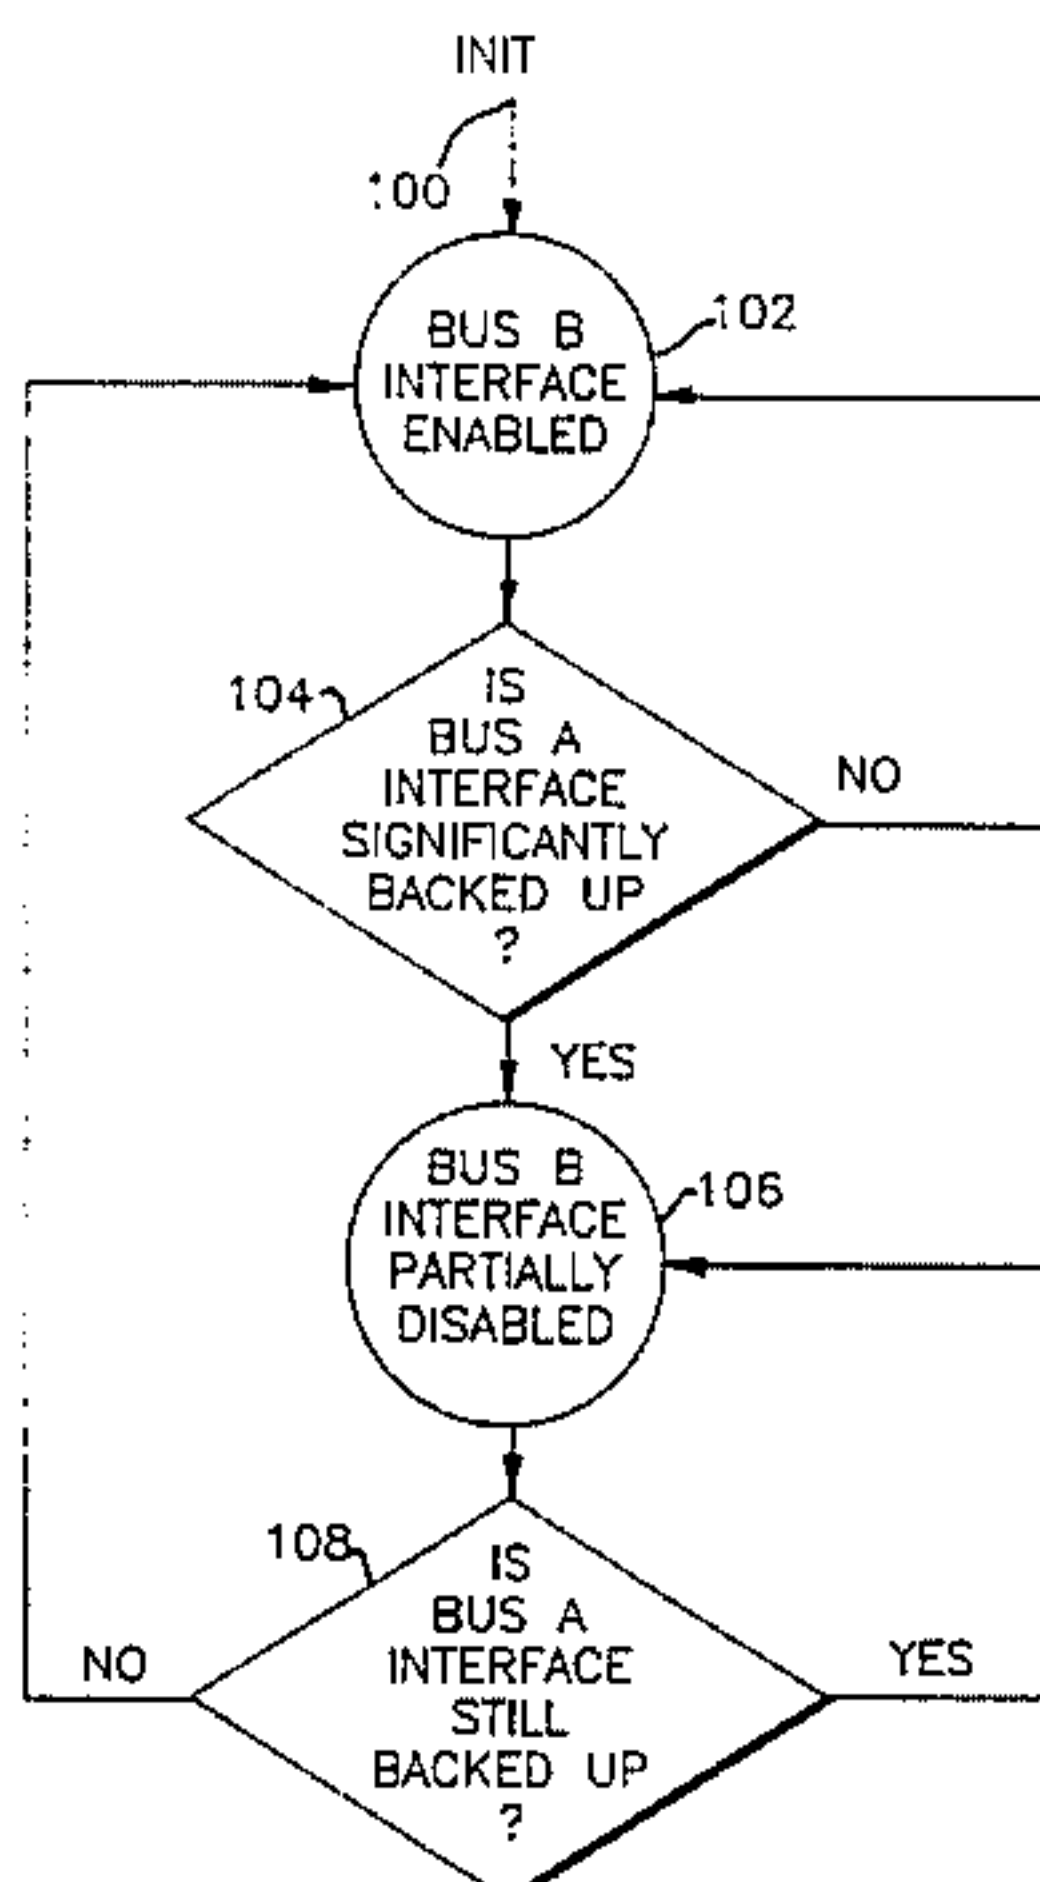 INIT
100
BUS B
INTERFACE
ENABLED
102
104
IS
BUS A
INTERFACE
SIGNIFICANTLY
BACKED UP
?
NO
YES
BUS B
INTERFACE
PARTIALLY
DISABLED
106
108
IS
BUS A
INTERFACE
STILL
BACKED UP
?
NO
YES